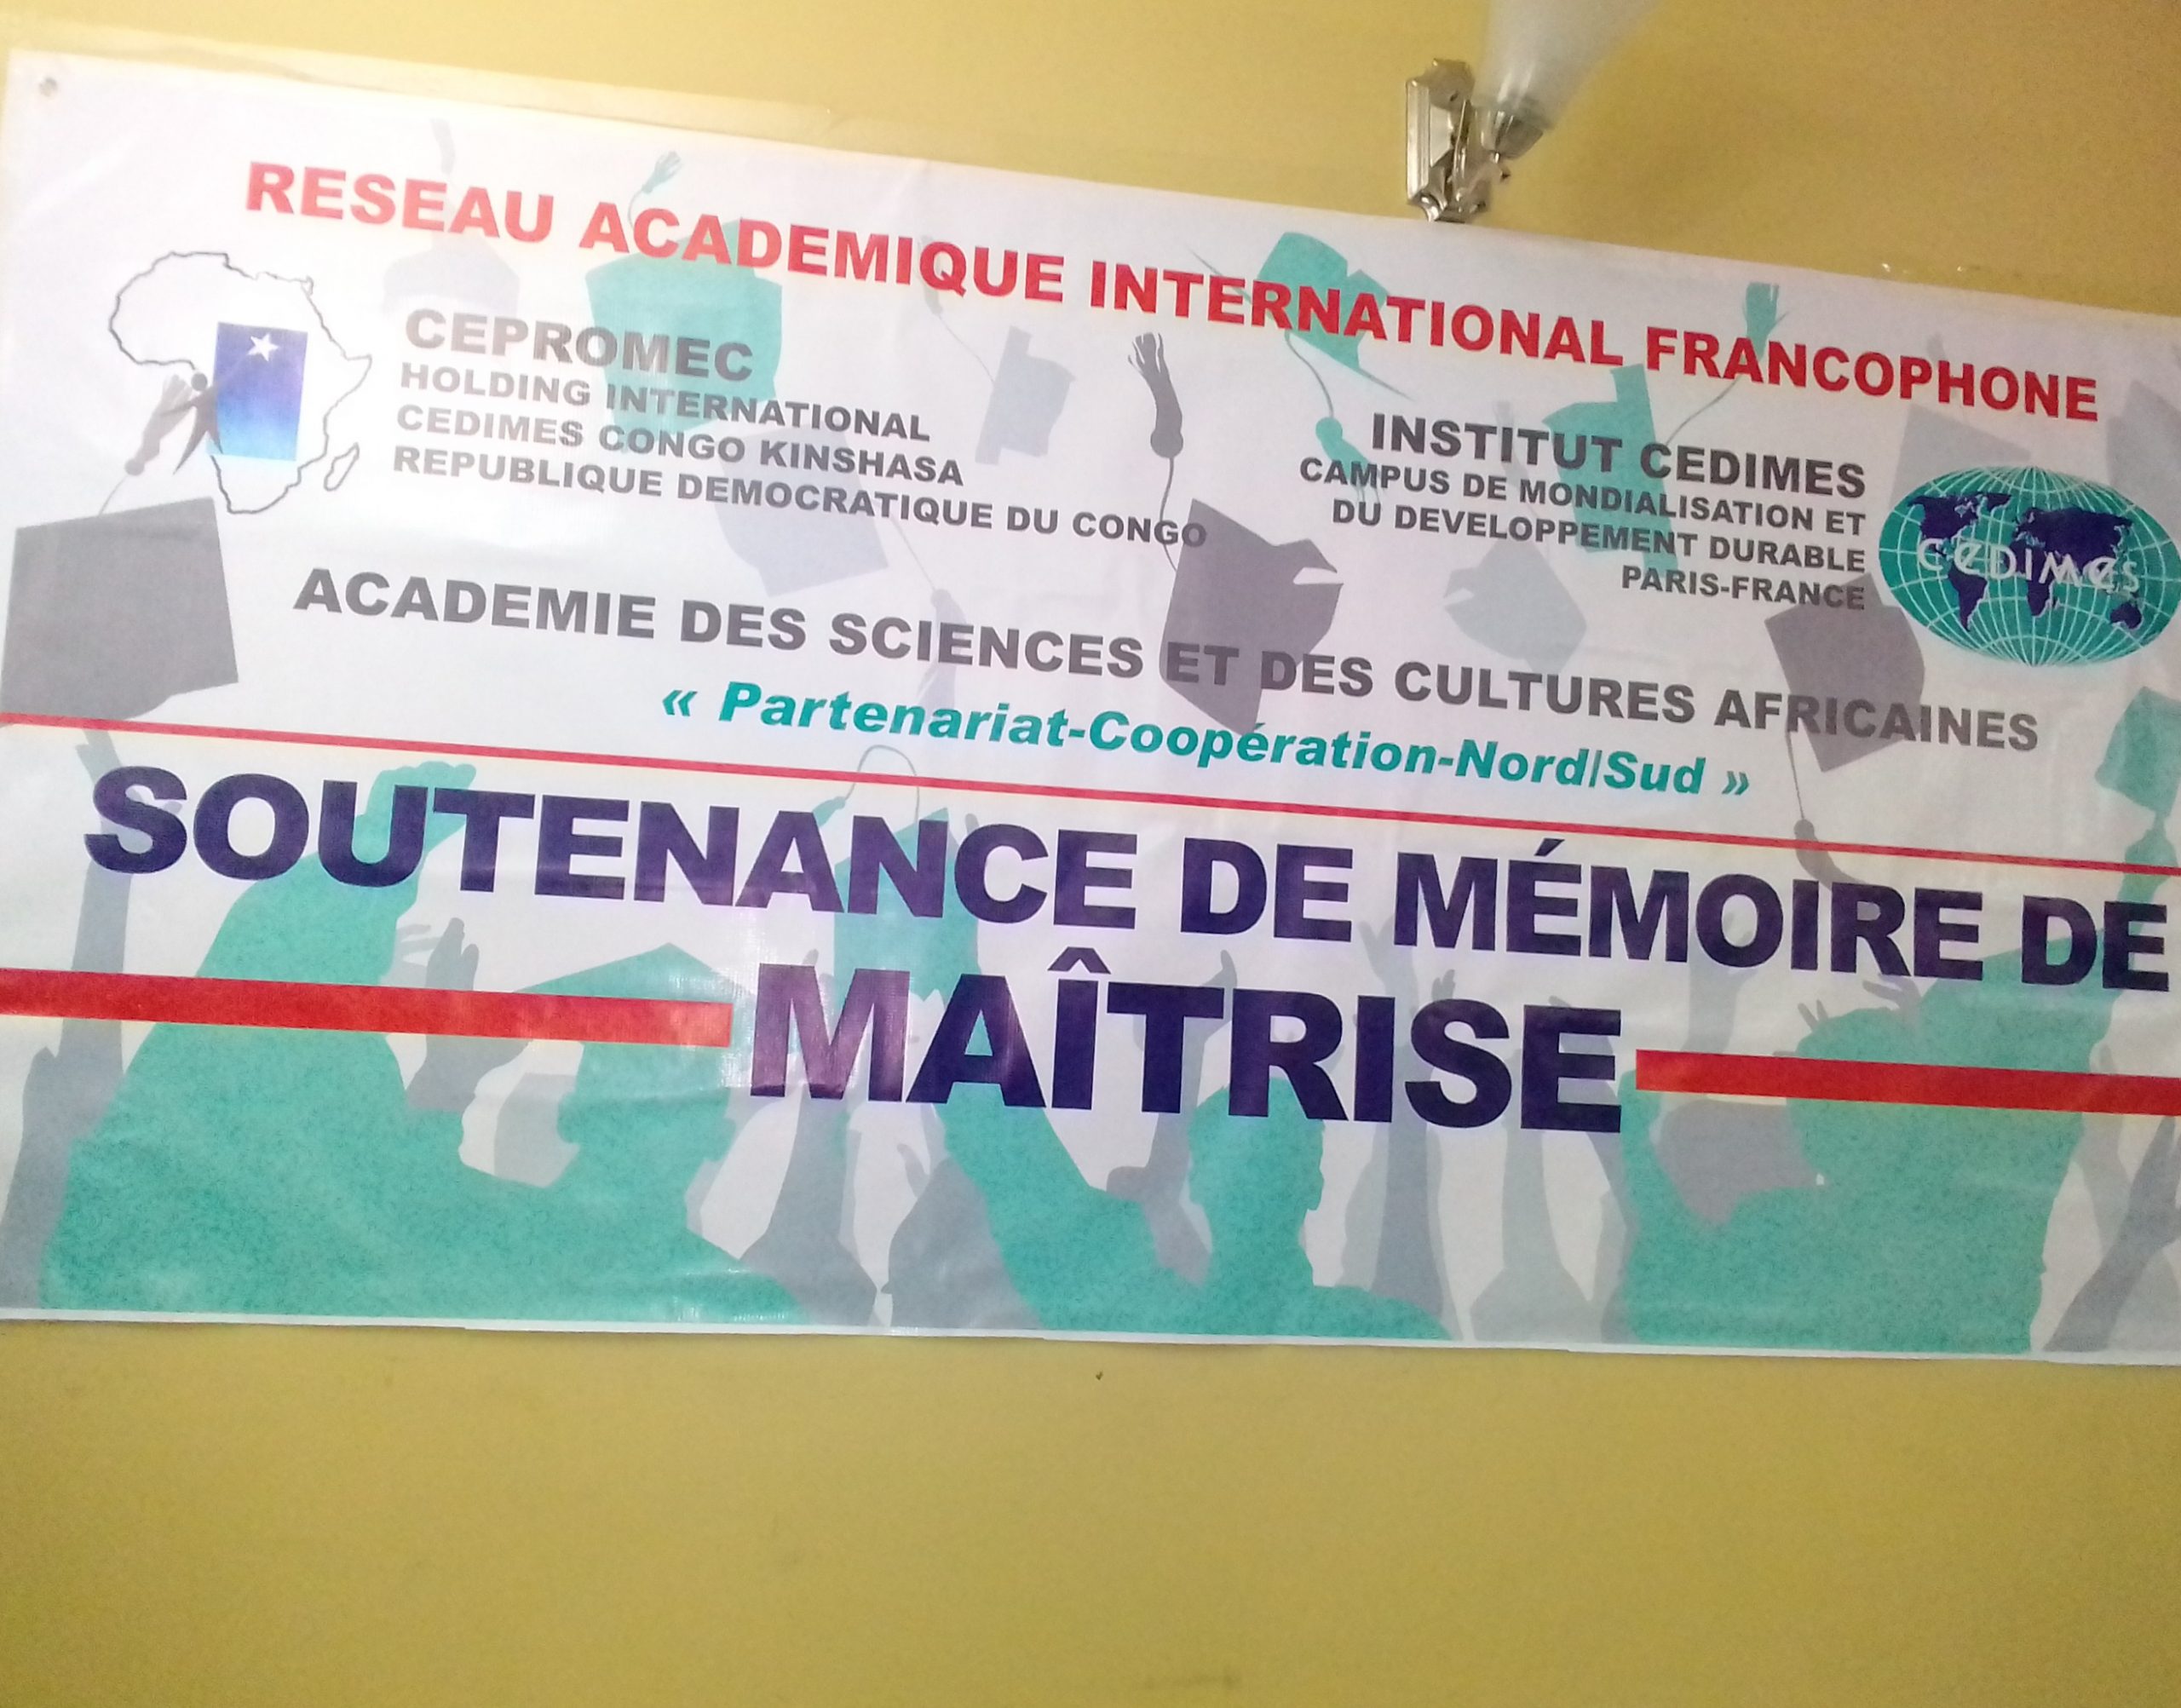 RESEAU ACADEMIQUE INTERNATIONAL FRANCOPHONE
CEPROMEC
HOLDING INTERNATIONAL
CEDIMES CONGO KINSHASA
REPUBLIQUE DEMOCRATIQUE DU CONGO
INSTITUT CEDIMES
CAMPUS DE MONDIALISATION ET
DU DEVELOPPEMENT DURABLE
PARIS-FRANCE
CEDIMES
ACADEMIE DES SCIENCES ET DES CULTURES AFRICAINES
« Partenariat-Coopération-Nord/Sud »
SOUTENANCE DE MÉMOIRE DE
MAÎTRISE